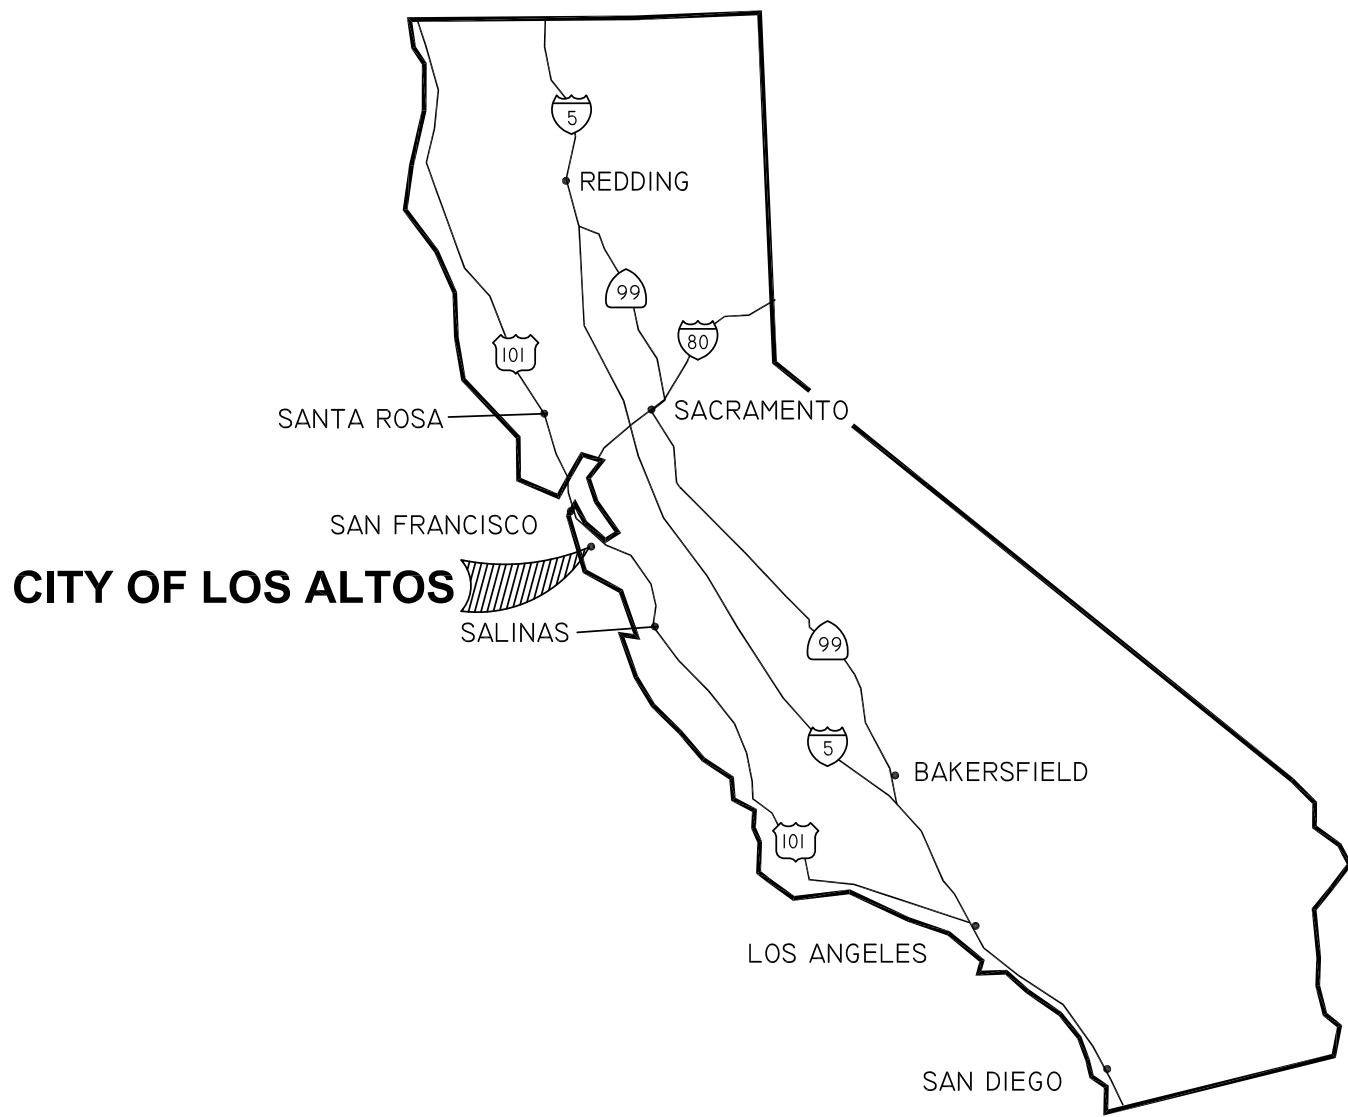 5
REDDING
99
80
101
SACRAMENTO
SANTA ROSA
SAN FRANCISCO
CITY OF LOS ALTOS
SALINAS
99
5
BAKERSFIELD
101
LOS ANGELES
SAN DIEGO